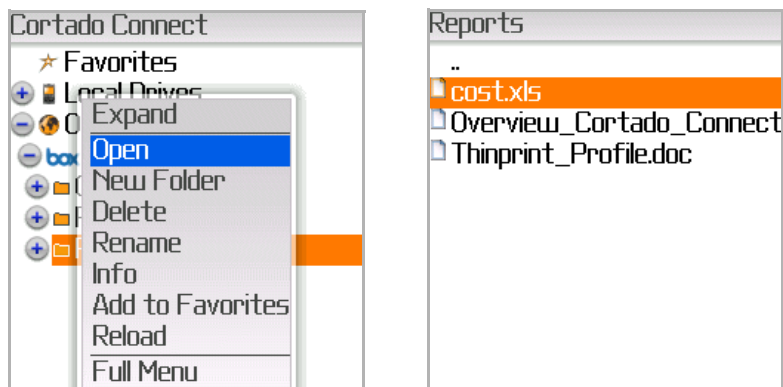 Cortado Connect
Favorites
Local Drives
Expand
Open
New Folder
Delete
Rename
Info
Add to Favorites
Reload
Full Menu
Reports
..
cost.xls
Overview_Cortado_Connect
Thinprint_Profile.doc